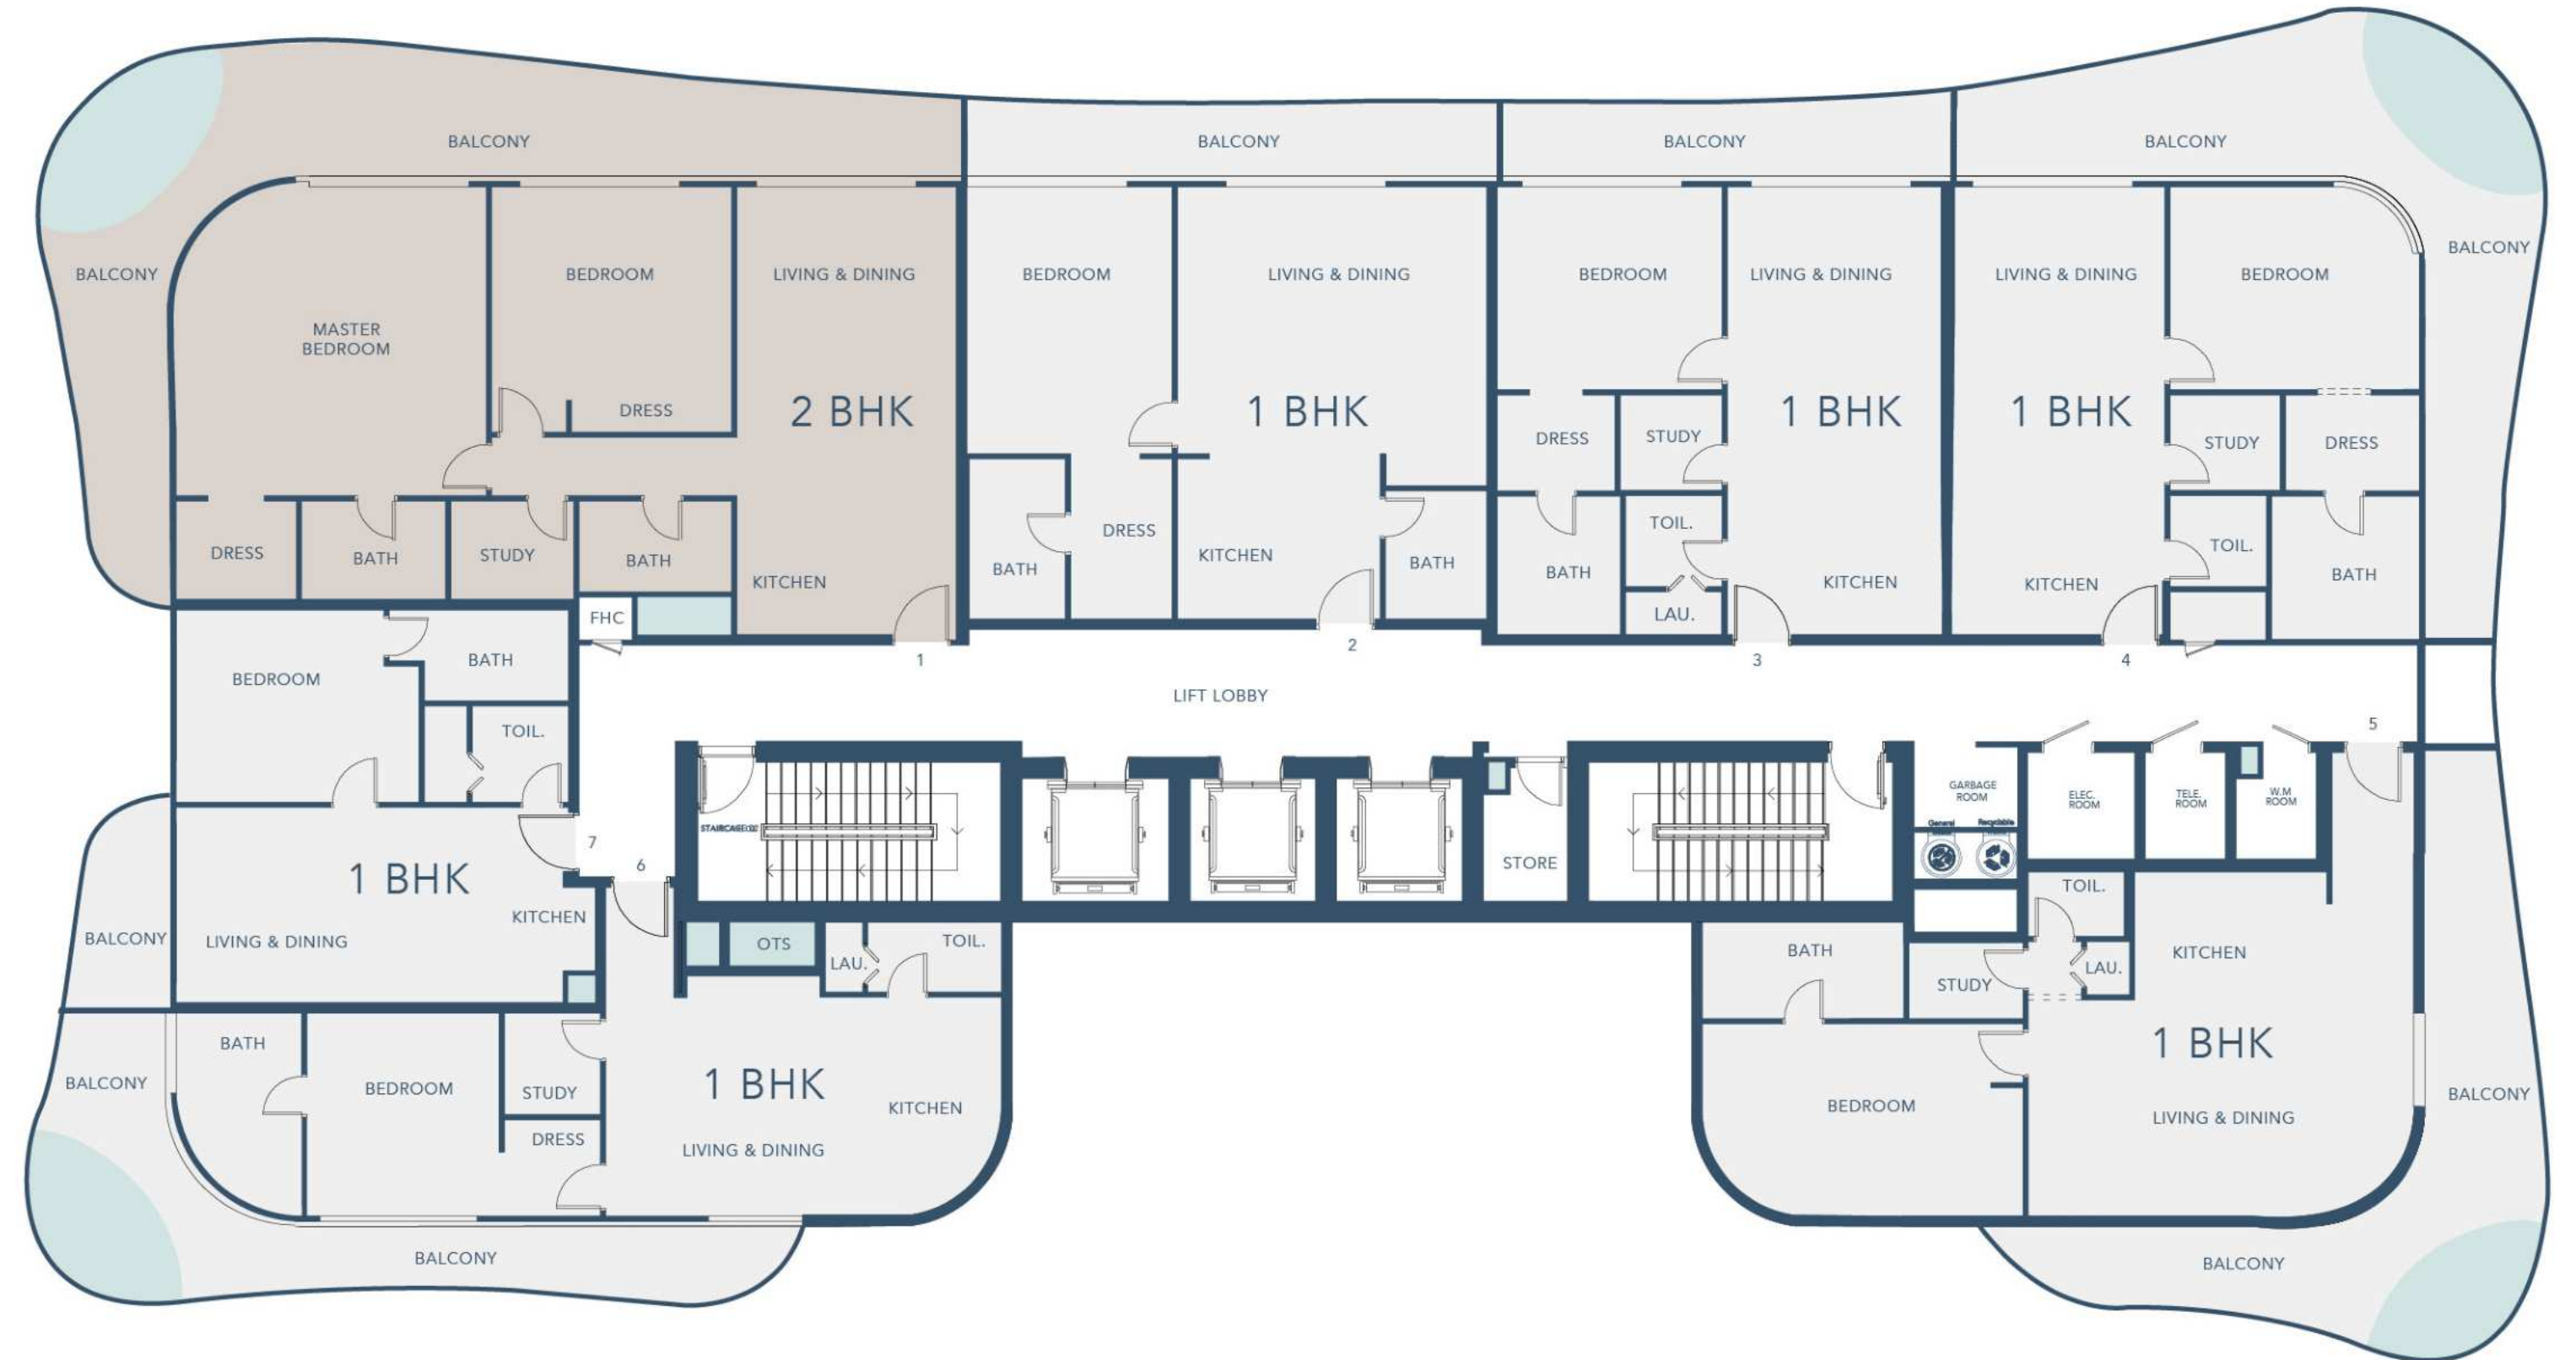 BALCONY
BALCONY
BALCONY
BALCONY
BALCONY
BEDROOM
LIVING & DINING
BEDROOM
LIVING & DINING
BEDROOM
LIVING & DINING
LIVING & DINING
BEDROOM
BALCONY
MASTER
BEDROOM
DRESS
2 BHK
1 BHK
1 BHK
1 BHK
DRESS
STUDY
STUDY
DRESS
DRESS
BATH
STUDY
BATH
KITCHEN
BATH
DRESS
KITCHEN
BATH
BATH
TOIL.
LAU.
KITCHEN
KITCHEN
TOIL.
BATH
FHC
1
2
3
4
BEDROOM
BATH
TOIL.
LIFT LOBBY
5
7
6
STORE
GARBAGE
ROOM
General
Recyclable
ELEC.
ROOM
TELE.
ROOM
W.M
ROOM
1 BHK
KITCHEN
LIVING & DINING
BALCONY
OTS
LAU.
TOIL.
BATH
STUDY
TOIL.
LAU.
KITCHEN
BALCONY
BATH
BEDROOM
STUDY
DRESS
1 BHK
KITCHEN
LIVING & DINING
BALCONY
1 BHK
BEDROOM
LIVING & DINING
BALCONY
BALCONY